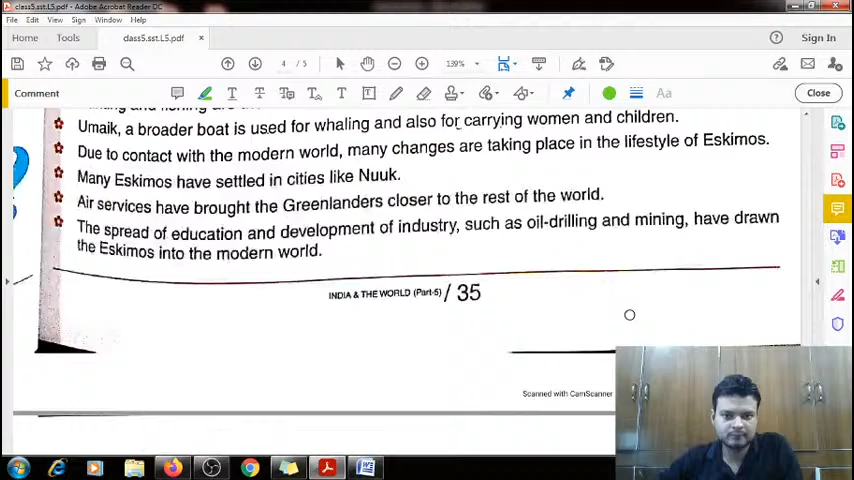 class5.sst.L5.pdf - Adobe Acrobat Reader DC
File Edit View Sign Window Help
Home Tools class5.sst.L5.pdf × Sign In
4 / 5 139%
Comment Aa Close
Umaik, a broader boat is used for whaling and also for carrying women and children.
Due to contact with the modern world, many changes are taking place in the lifestyle of Eskimos.
Many Eskimos have settled in cities like Nuuk.
Air services have brought the Greenlanders closer to the rest of the world.
The spread of education and development of industry, such as oil-drilling and mining, have drawn
the Eskimos into the modern world.
INDIA & THE WORLD (Part-5) / 35
Scanned with CamScanner